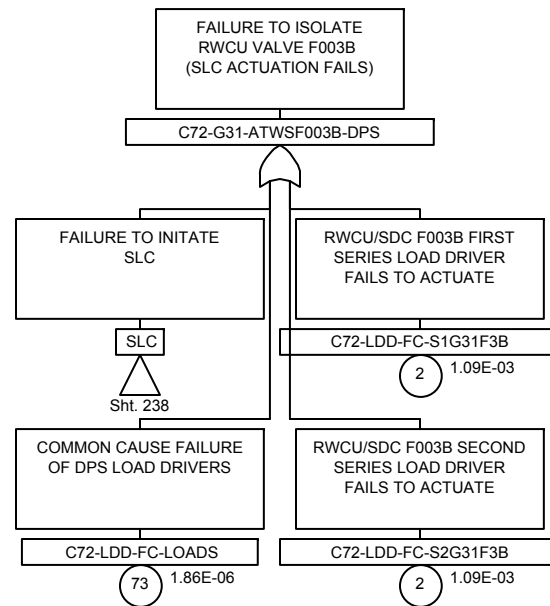 FAILURE TO ISOLATE
RWCU VALVE F003B
(SLC ACTUATION FAILS)
C72-G31-ATWSF003B-DPS
FAILURE TO INITATE
SLC
SLC
Sht. 238
RWCU/SDC F003B FIRST
SERIES LOAD DRIVER
FAILS TO ACTUATE
C72-LDD-FC-S1G31F3B
2
1.09E-03
COMMON CAUSE FAILURE
OF DPS LOAD DRIVERS
C72-LDD-FC-LOADS
73
1.86E-06
RWCU/SDC F003B SECOND
SERIES LOAD DRIVER
FAILS TO ACTUATE
C72-LDD-FC-S2G31F3B
2
1.09E-03